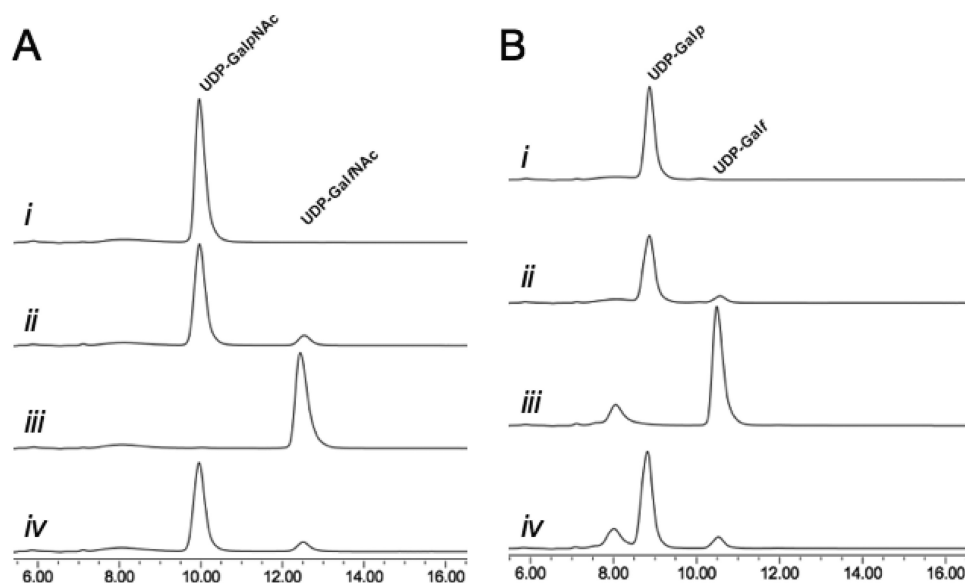 A
UDP-GalpNAc
UDP-GalfNAc
i
ii
iii
iv
6.00 8.00 10.00 12.00 14.00 16.00
B
UDP-Galp
UDP-Galf
i
ii
iii
iv
6.00 8.00 10.00 12.00 14.00 16.00